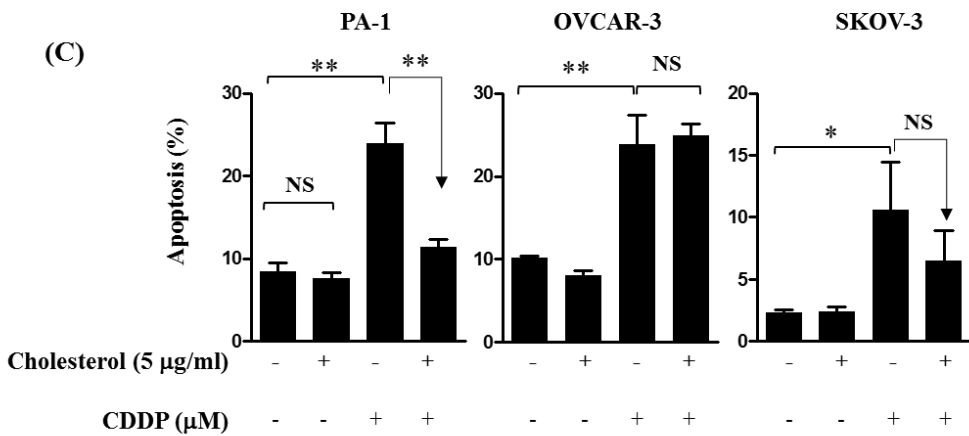 PA-1 OVCAR-3 SKOV-3
(C)
** ** ** NS * NS
NS
Apoptosis (%)
30 30 20
20 20 15
10 10 10
5
0 0 0
Cholesterol (5 μg/ml) - + - + - + - + - + - +
CDDP (μM) - - + + - - + + - - + +